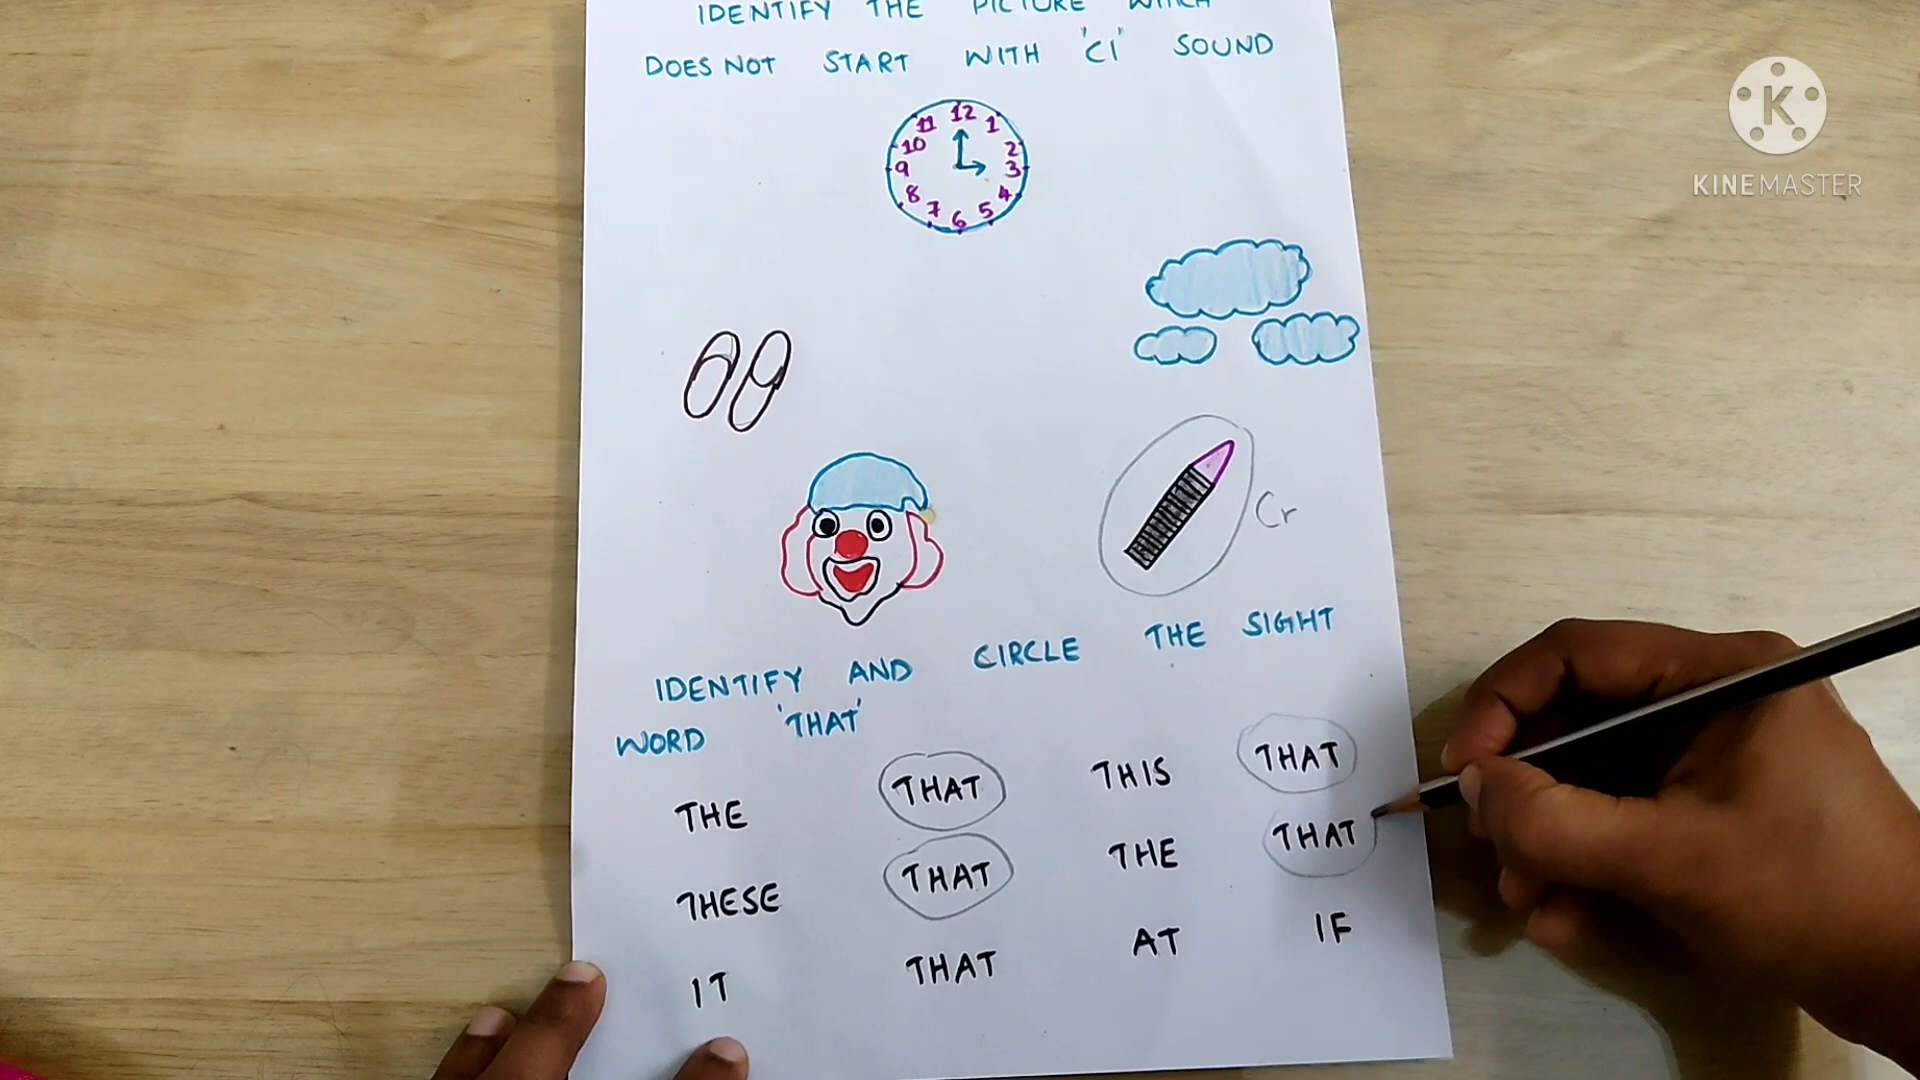 IDENTIFY THE PICTURE WHICH
DOES NOT START WITH 'Cl' SOUND
12
11 1
10 2
9 3
8 4
7 5
6
Cr
IDENTIFY AND CIRCLE THE SIGHT
WORD 'THAT'
THE THAT THIS THAT
THESE THAT THE THAT
IT THAT AT IF
K
KINEMASTER